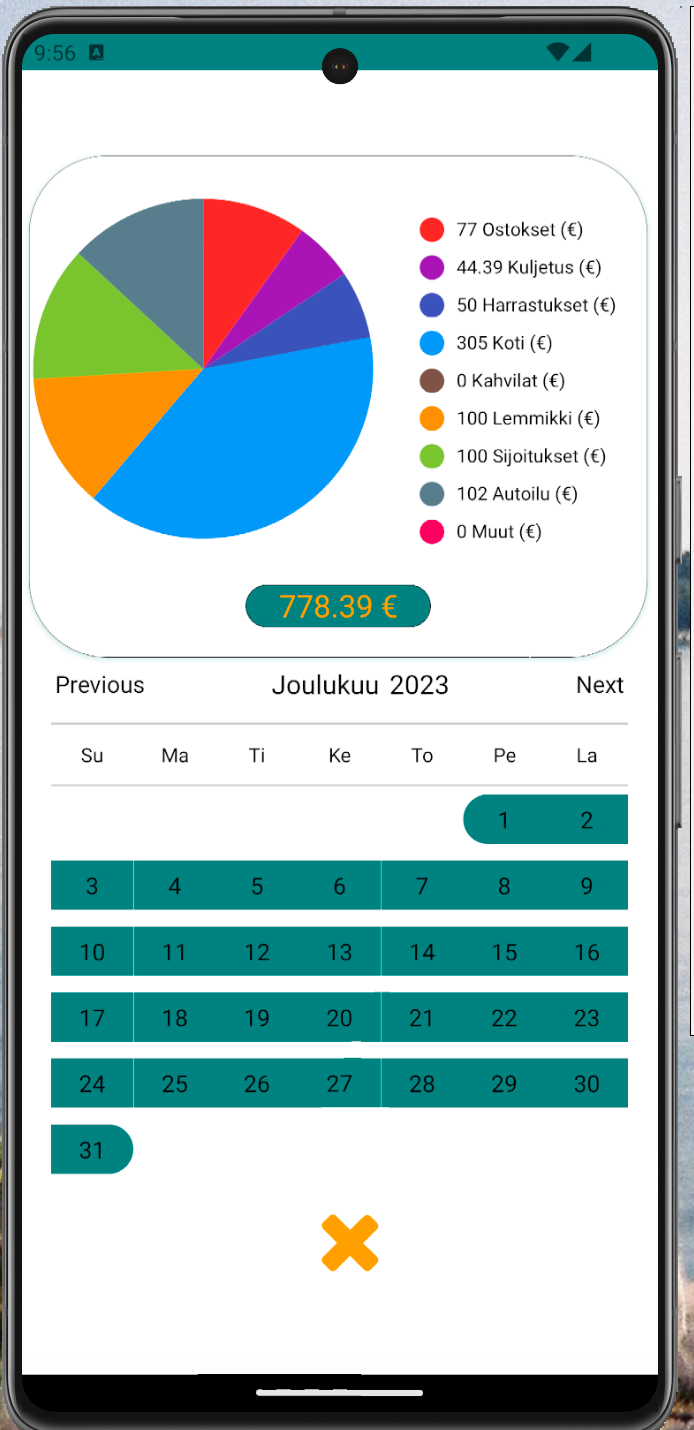 9:56
77 Ostokset (€)
44.39 Kuljetus (€)
50 Harrastukset (€)
305 Koti (€)
0 Kahvilat (€)
100 Lemmikki (€)
100 Sijoitukset (€)
102 Autoilu (€)
0 Muut (€)
778.39 €
Previous Joulukuu 2023 Next
Su Ma Ti Ke To Pe La
1 2
3 4 5 6 7 8 9
10 11 12 13 14 15 16
17 18 19 20 21 22 23
24 25 26 27 28 29 30
31